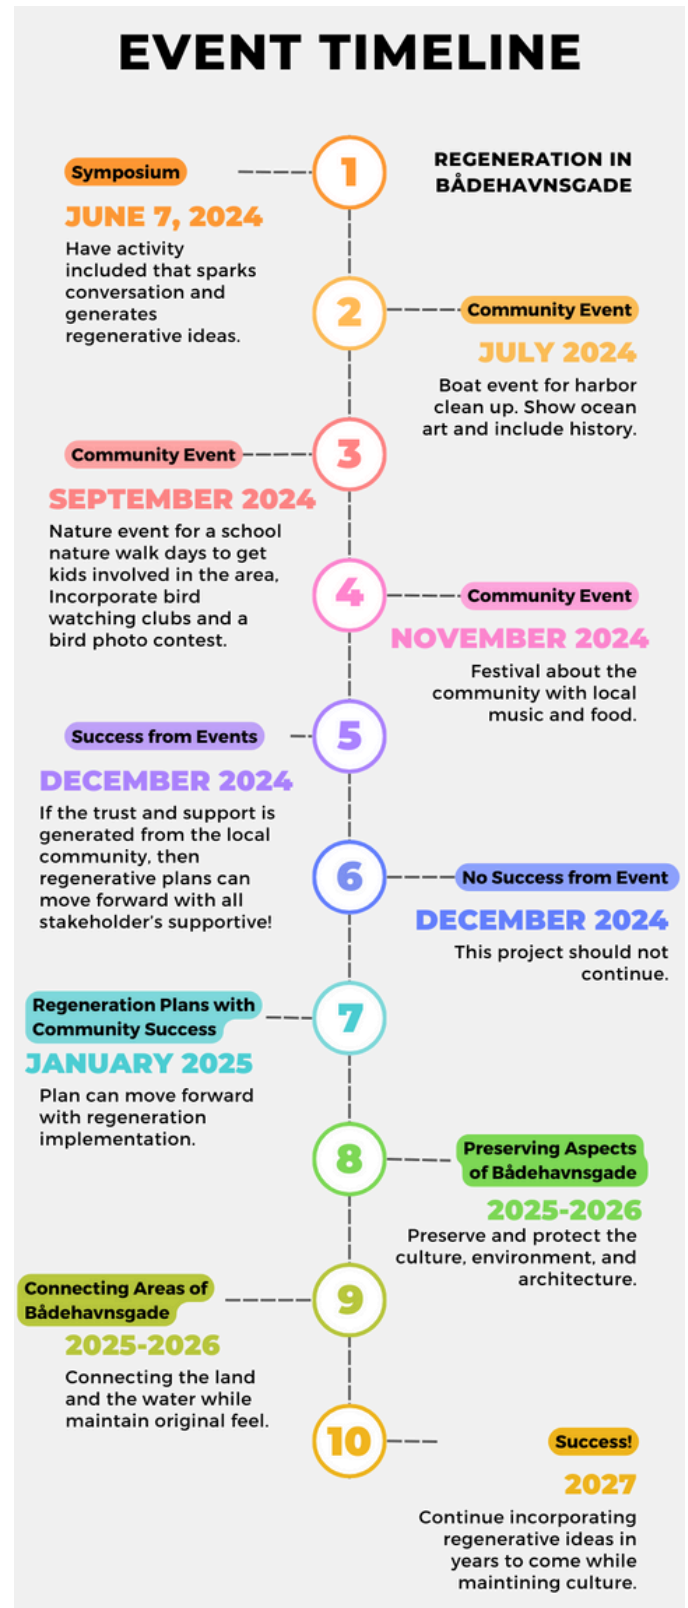 EVENT TIMELINE
1
REGENERATION IN
BÅDEHAVNSGADE
Symposium
JUNE 7, 2024
Have activity
included that sparks
conversation and
generates
regenerative ideas.
2
Community Event
JULY 2024
Boat event for harbor
clean up. Show ocean
art and include history.
3
Community Event
SEPTEMBER 2024
Nature event for a school
nature walk days to get
kids involved in the area,
Incorporate bird
watching clubs and a
bird photo contest.
4
Community Event
NOVEMBER 2024
Festival about the
community with local
music and food.
5
Success from Events
DECEMBER 2024
If the trust and support is
generated from the local
community, then
regenerative plans can
move forward with all
stakeholder's supportive!
6
No Success from Event
DECEMBER 2024
This project should not
continue.
7
Regeneration Plans with
Community Success
JANUARY 2025
Plan can move forward
with regeneration
implementation.
8
Preserving Aspects
of Bådehavnsgade
2025-2026
Preserve and protect the
culture, environment, and
architecture.
9
Connecting Areas of
Bådehavnsgade
2025-2026
Connecting the land
and the water while
maintain original feel.
10
Success!
2027
Continue incorporating
regenerative ideas in
years to come while
maintining culture.